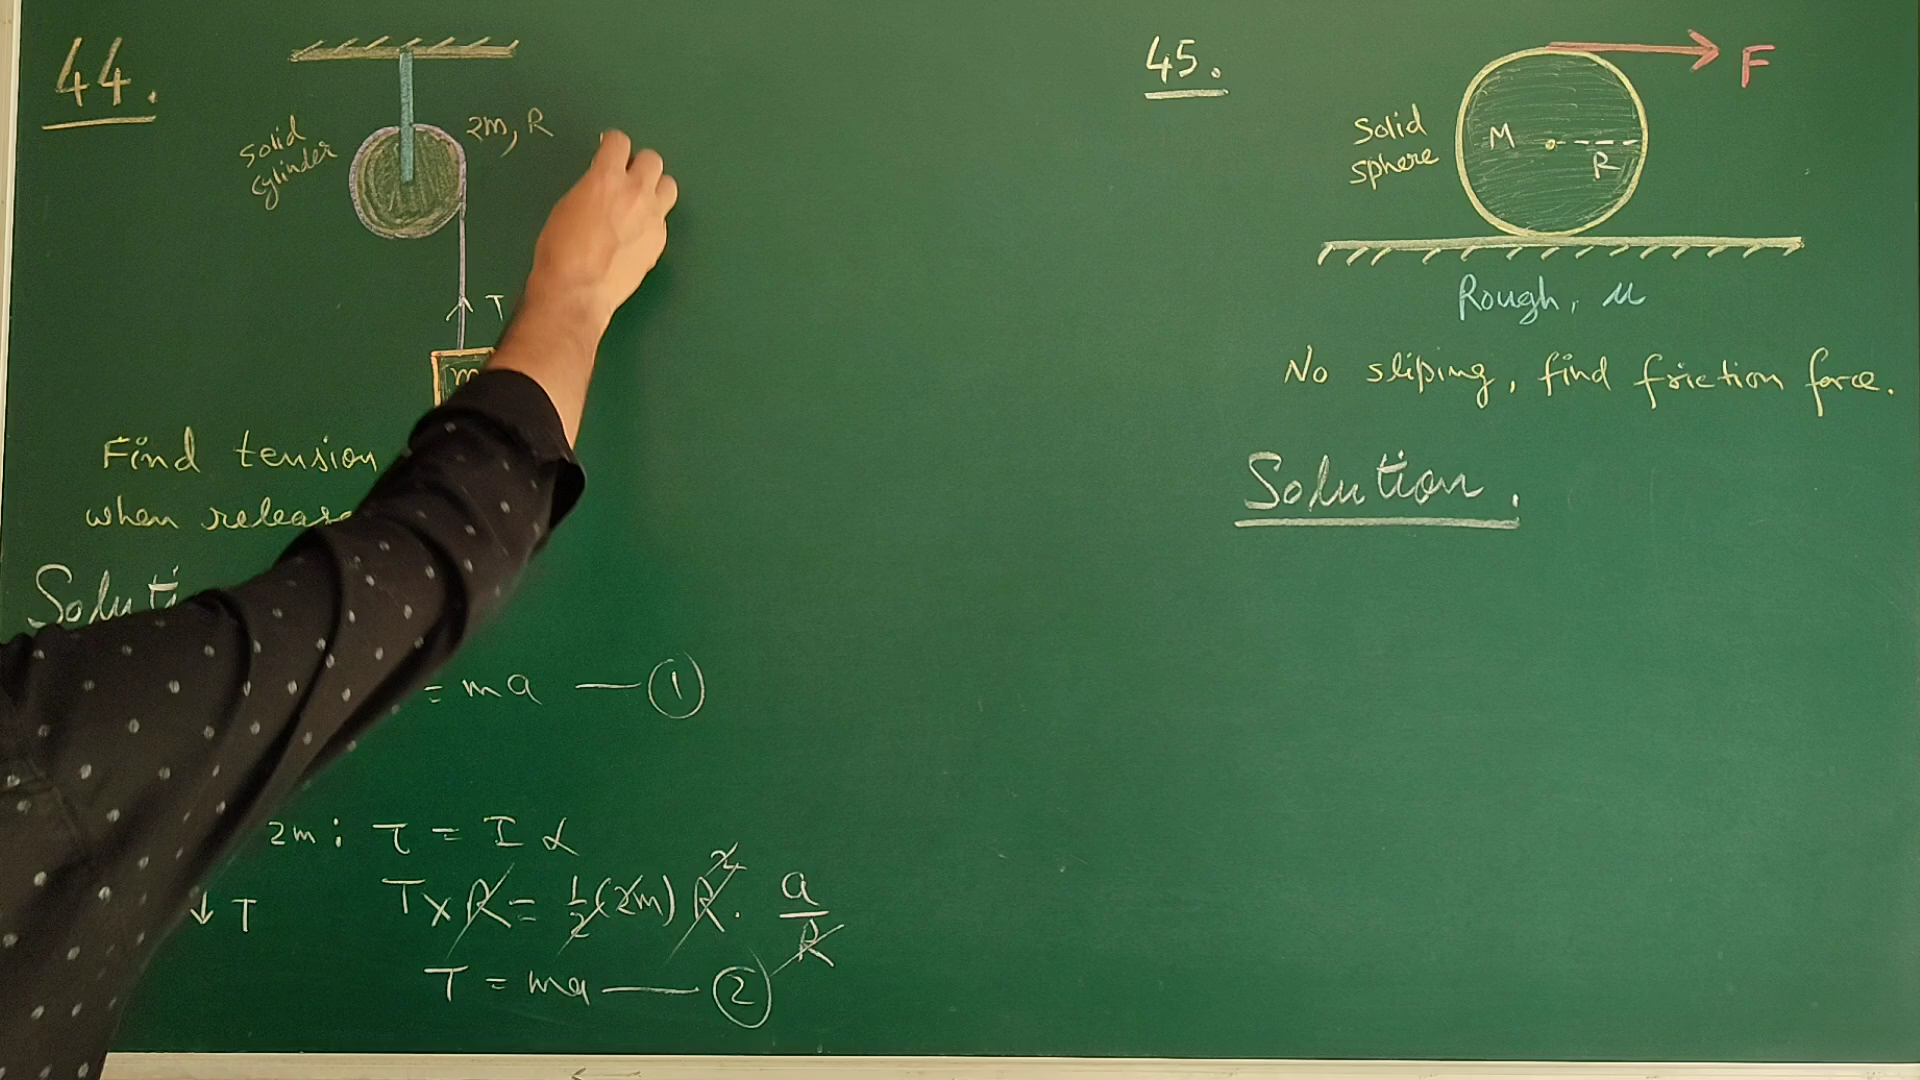 44.
solid
cylinder
2m, R
T
m
Find tension
when release
Soluti
= ma — ①
2m: τ = I α
↓ T
T x R = 1/2 (2m) R². a/R
T = ma — ②
45.
F
Solid
sphere
M
R
Rough, μ
No sliping, find friction force.
Solution.